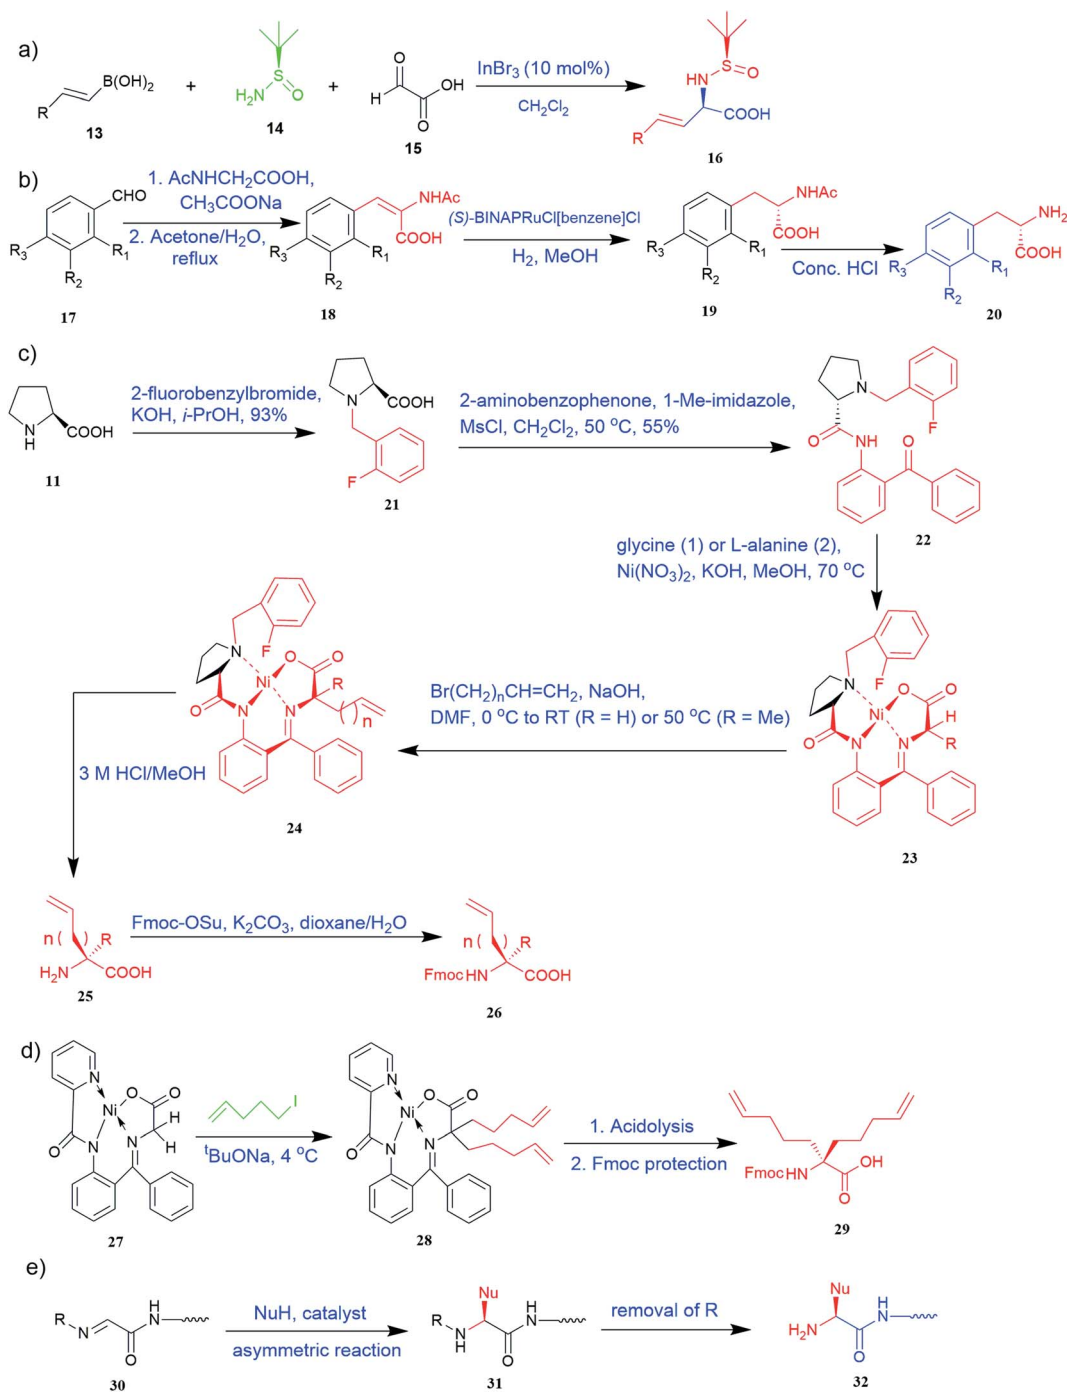 a)
R
B(OH)2
13
+
H2N
S
O
14
+
H
O
OH
O
15
InBr3 (10 mol%)
CH2Cl2
S
O
HN
R
COOH
16
b)
CHO
R3
R1
R2
17
1. AcNHCH2COOH,
CH3COONa
2. Acetone/H2O,
reflux
NHAc
COOH
R3
R1
R2
18
(S)-BINAPRuCl[benzene]Cl
H2, MeOH
NHAc
COOH
R3
R1
R2
19
Conc. HCl
NH2
COOH
R3
R1
R2
20
c)
N
H
COOH
11
2-fluorobenzylbromide,
KOH, i-PrOH, 93%
N
COOH
F
21
2-aminobenzophenone, 1-Me-imidazole,
MsCl, CH2Cl2, 50 °C, 55%
N
F
O
NH
O
22
glycine (1) or L-alanine (2),
Ni(NO3)2, KOH, MeOH, 70 °C
F
N
O
O
Ni
H
O
N
N
R
23
Br(CH2)nCH=CH2, NaOH,
DMF, 0 °C to RT (R = H) or 50 °C (R = Me)
F
N
O
O
Ni
R
O
N
N
( )n
24
3 M HCl/MeOH
n( )
R
H2N
COOH
25
Fmoc-OSu, K2CO3, dioxane/H2O
n( )
R
Fmoc
HN
COOH
26
d)
N
O
O
Ni
H
O
N
N
H
27
I
tBuONa, 4 °C
N
O
O
Ni
O
N
N
28
1. Acidolysis
2. Fmoc protection
Fmoc
HN
OH
O
29
e)
R
N
H
N
O
30
NuH, catalyst
asymmetric reaction
Nu
R
N
H
H
N
O
31
removal of R
Nu
H2N
H
N
O
32